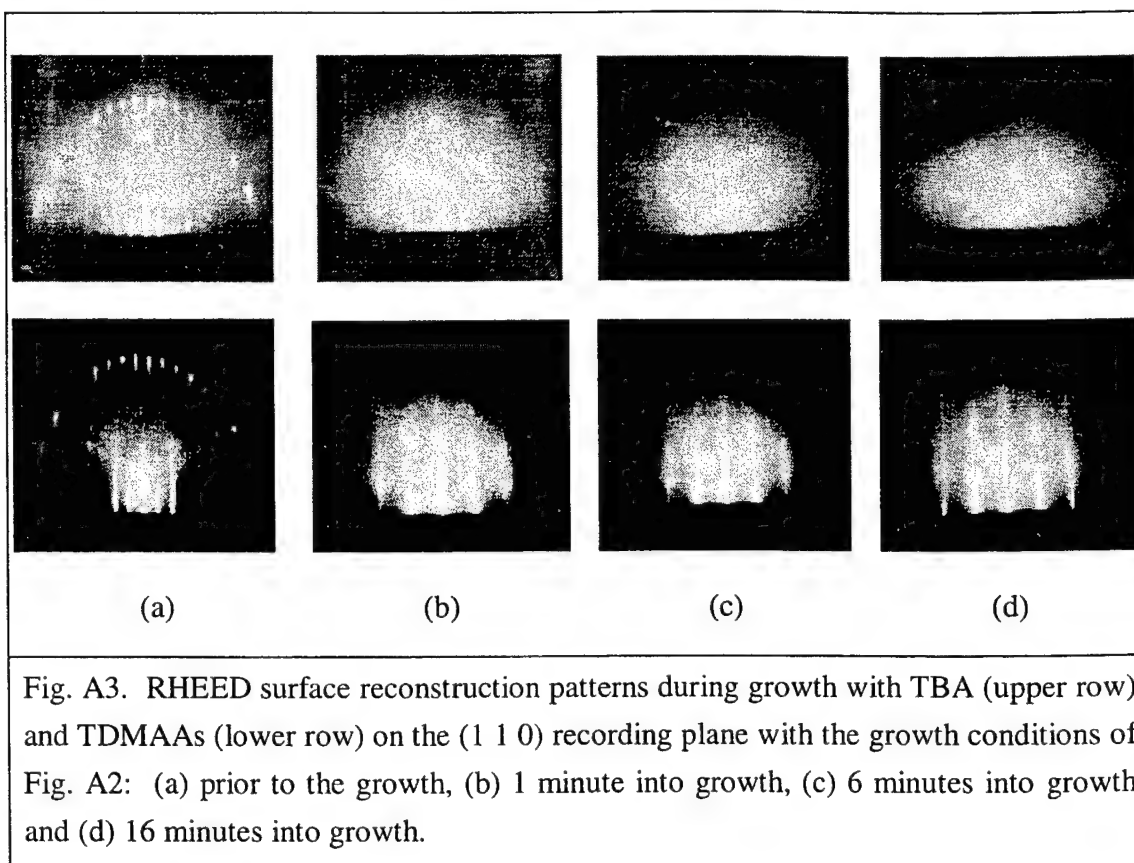 (a) (b) (c) (d)
Fig. A3. RHEED surface reconstruction patterns during growth with TBA (upper row)
and TDMAAs (lower row) on the (1 1 0) recording plane with the growth conditions of
Fig. A2: (a) prior to the growth, (b) 1 minute into growth, (c) 6 minutes into growth
and (d) 16 minutes into growth.